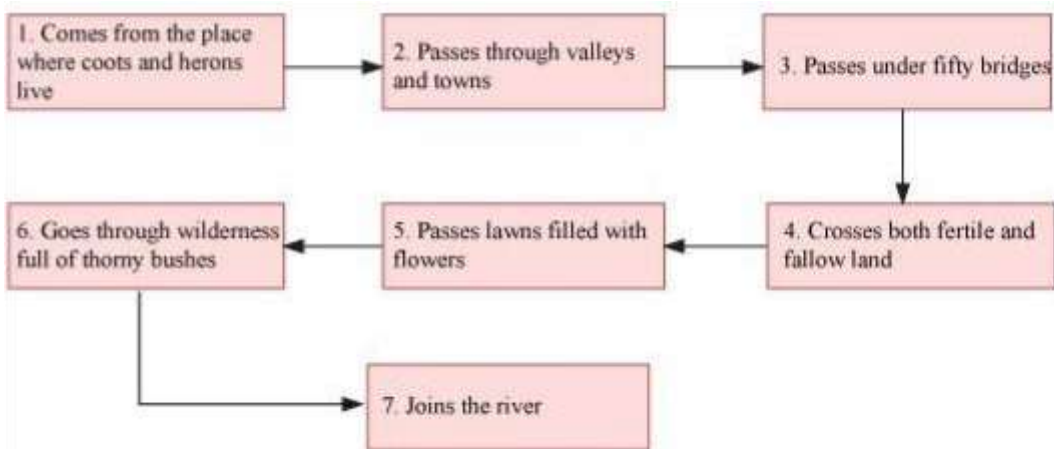 1. Comes from the place
where coots and herons
live
2. Passes through valleys
and towns
3. Passes under fifty bridges
4. Crosses both fertile and
fallow land
5. Passes lawns filled with
flowers
6. Goes through wilderness
full of thorny bushes
7. Joins the river